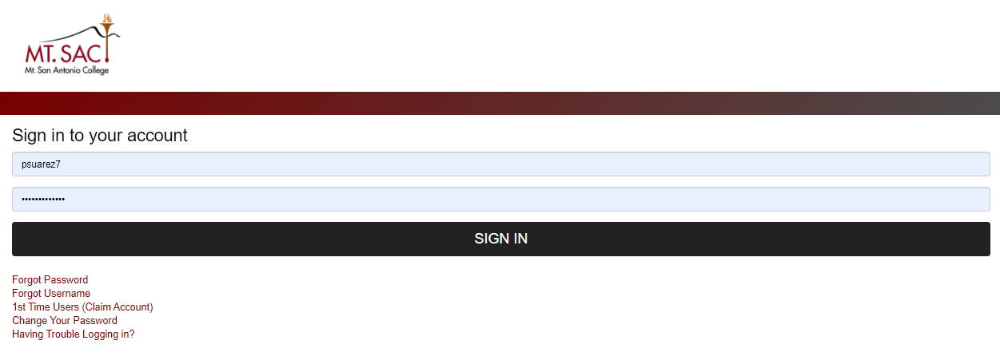 MT. SAC
Mt. San Antonio College
Sign in to your account
psuarez7
•••••••••••••
SIGN IN
Forgot Password
Forgot Username
1st Time Users (Claim Account)
Change Your Password
Having Trouble Logging in?